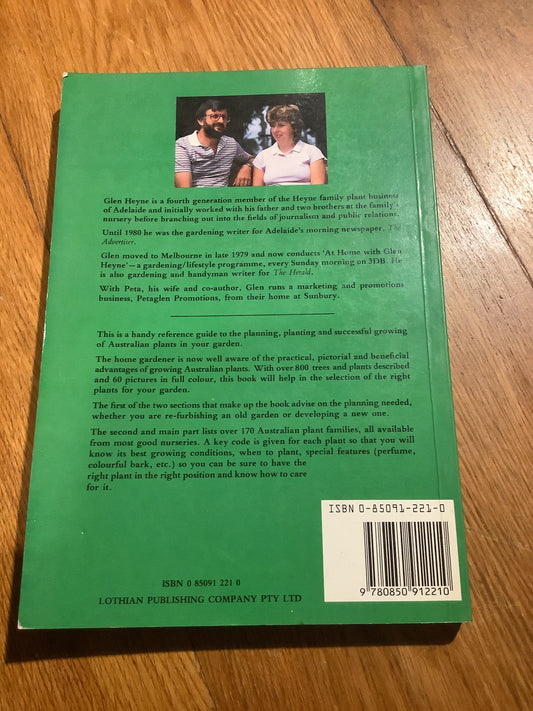 Glen Heyne is a fourth generation member of the Heyne family plant business
of Adelaide and initially worked with his father and two brothers at the family's
nursery before branching out into the fields of journalism and public relations.
Until 1980 he was the gardening writer for Adelaide's morning newspaper, The
Advertiser.
Glen moved to Melbourne in late 1979 and now conducts 'At Home with Glen
Heyne'—a gardening/lifestyle programme, every Sunday morning on 3DB. He
is also gardening and handyman writer for The Herald.
With Peta, his wife and co-author, Glen runs a marketing and promotions
business, Petaglen Promotions, from their home at Sunbury.
This is a handy reference guide to the planning, planting and successful growing
of Australian plants in your garden.
The home gardener is now well aware of the practical, pictorial and beneficial
advantages of growing Australian plants. With over 800 trees and plants described
and 60 pictures in full colour, this book will help in the selection of the right
plants for your garden.
The first of the two sections that make up the book advise on the planning needed,
whether you are re-furbishing an old garden or developing a new one.
The second and main part lists over 170 Australian plant families, all available
from most good nurseries. A key code is given for each plant so that you will
know its best growing conditions, when to plant, special features (perfume,
colourful bark, etc.) so you can be sure to have the
right plant in the right position and know how to care
for it.
ISBN 0-85091-221-0
9 780850 912210
ISBN 0 85091 221 0
LOTHIAN PUBLISHING COMPANY PTY LTD